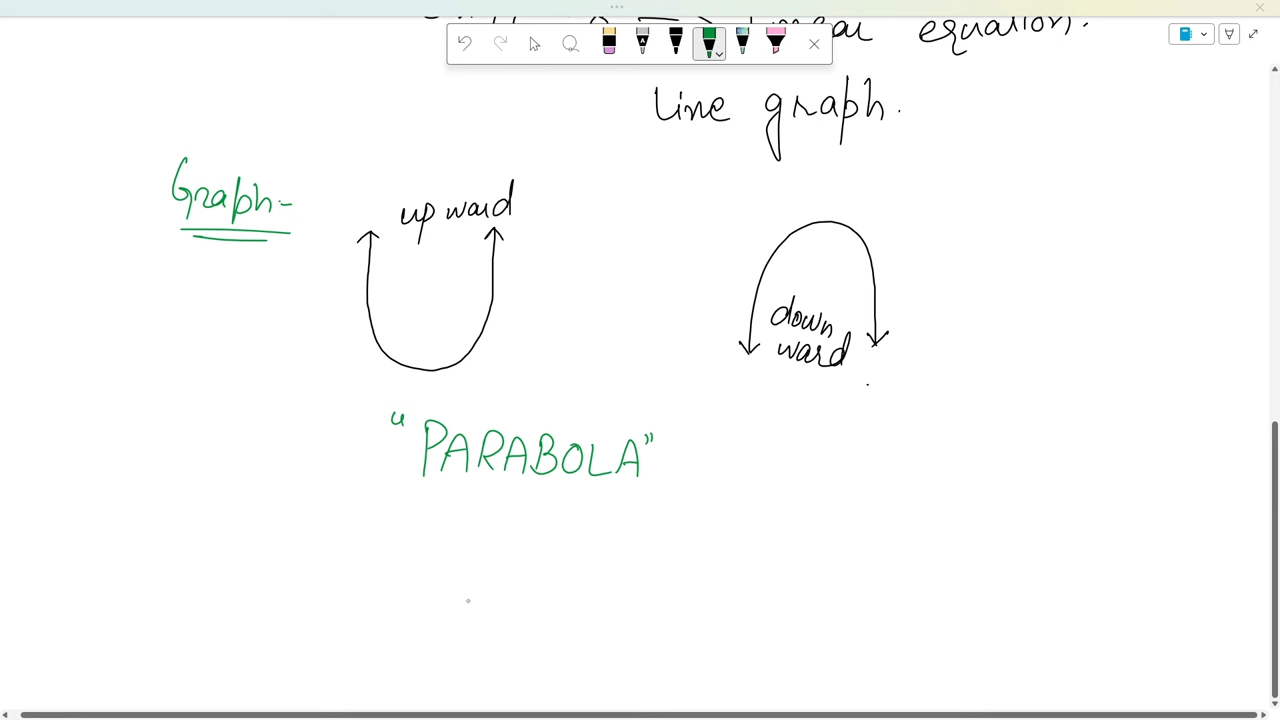 equation.
line graph.
Graph-
upward
down
ward
"PARABOLA"